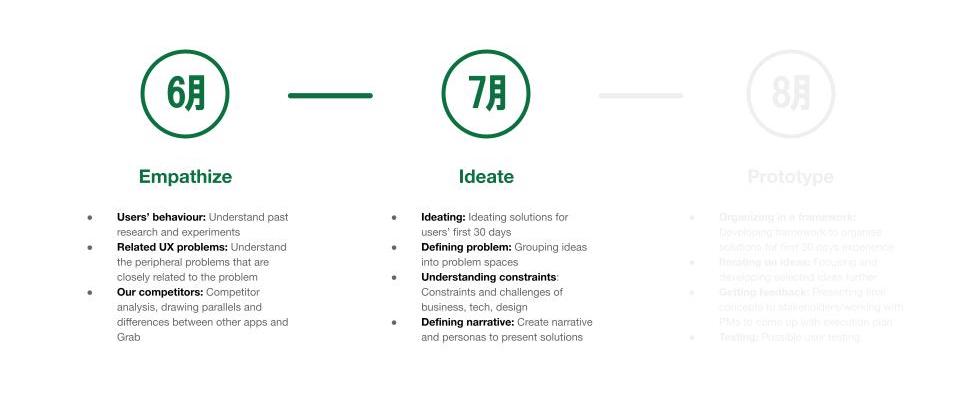 6月
Empathize
● Users' behaviour: Understand past
research and experiments
● Related UX problems: Understand
the peripheral problems that are
closely related to the problem
● Our competitors: Competitor
analysis, drawing parallels and
differences between other apps and
Grab
7月
Ideate
● Ideating: Ideating solutions for
users' first 30 days
● Defining problem: Grouping ideas
into problem spaces
● Understanding constraints:
Constraints and challenges of
business, tech, design
● Defining narrative: Create narrative
and personas to present solutions
8月
Prototype
● Organizing in a framework:
Developing framework to organise
solutions for first 30 days experience
● Iterating on ideas: Focusing and
developing selected ideas further
● Getting feedback: Presenting final
concepts to stakeholders/working with
PMs to come up with execution plan
● Testing: Possible user testing